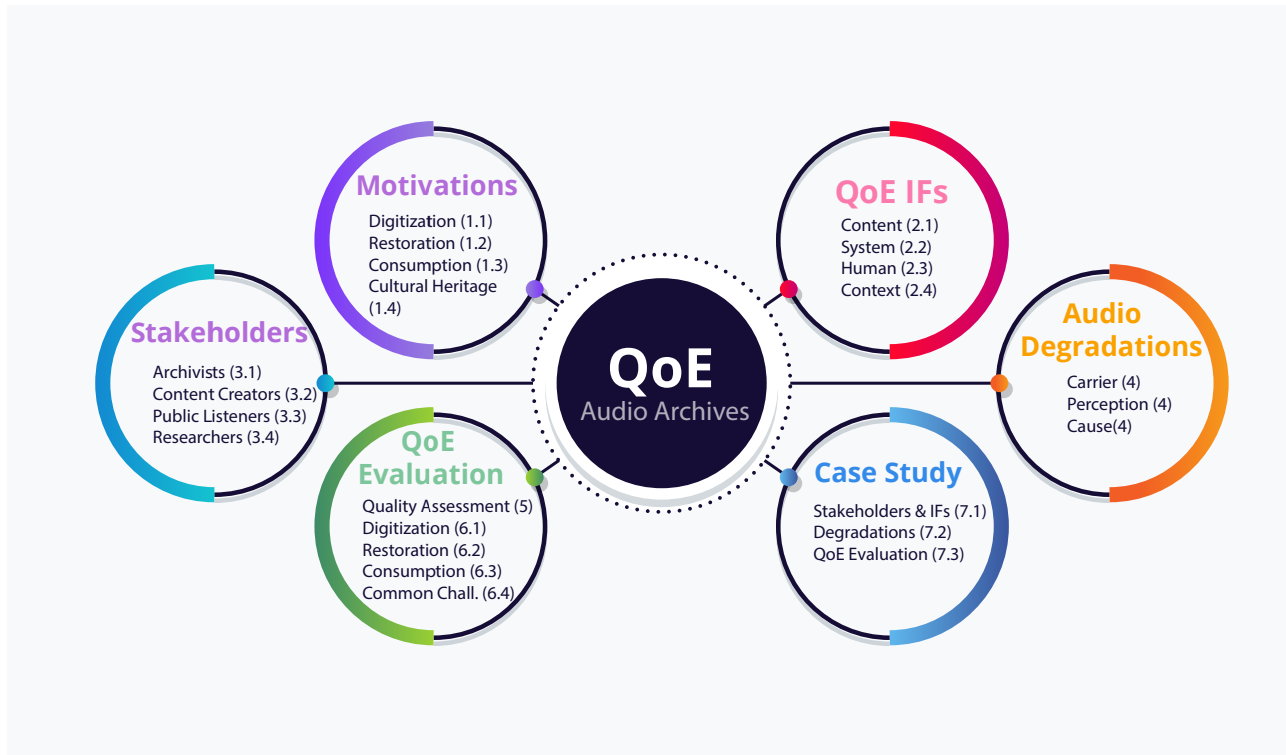 Motivations
Digitization (1.1)
Restoration (1.2)
Consumption (1.3)
Cultural Heritage
(1.4)
QoE IFs
Content (2.1)
System (2.2)
Human (2.3)
Context (2.4)
Stakeholders
Archivists (3.1)
Content Creators (3.2)
Public Listeners (3.3)
Researchers (3.4)
QoE
Audio Archives
Audio
Degradations
Carrier (4)
Perception (4)
Cause(4)
QoE
Evaluation
Quality Assessment (5)
Digitization (6.1)
Restoration (6.2)
Consumption (6.3)
Common Chall. (6.4)
Case Study
Stakeholders & IFs (7.1)
Degradations (7.2)
QoE Evaluation (7.3)